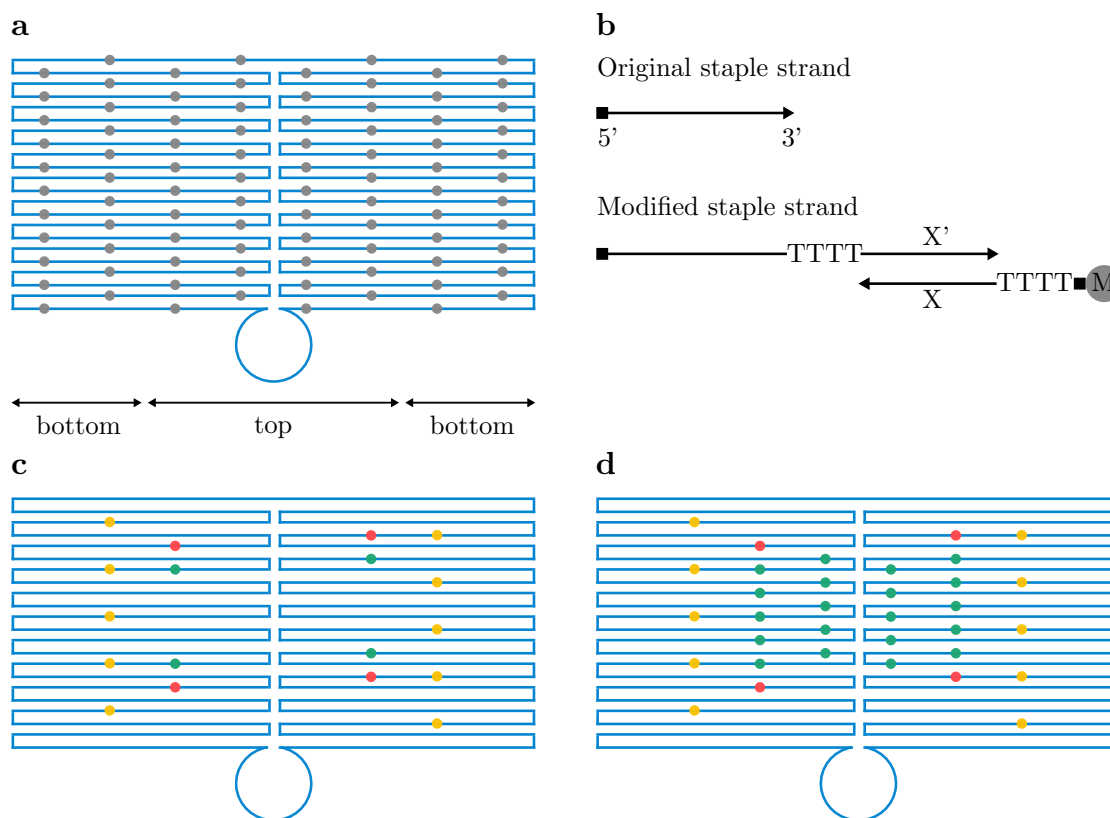 a
bottom
top
bottom
b
Original staple strand
5’
3’
Modified staple strand
TTTT
X’
X
TTTT
M
c
d